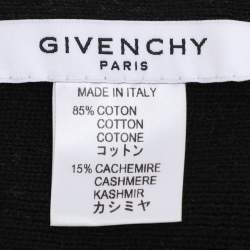 GIVENCHY
PARIS
MADE IN ITALY
85% COTON
COTTON
COTONE
コットン
15% CACHEMIRE
CASHMERE
KASHMIR
カシミヤ